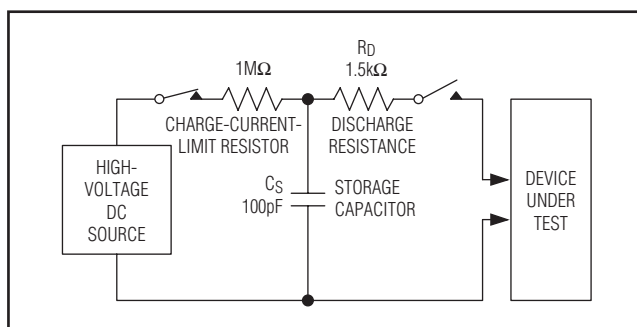 1MΩ
CHARGE-CURRENT-
LIMIT RESISTOR
RD
1.5kΩ
DISCHARGE
RESISTANCE
HIGH-
VOLTAGE
DC
SOURCE
CS
100pF
STORAGE
CAPACITOR
DEVICE
UNDER
TEST